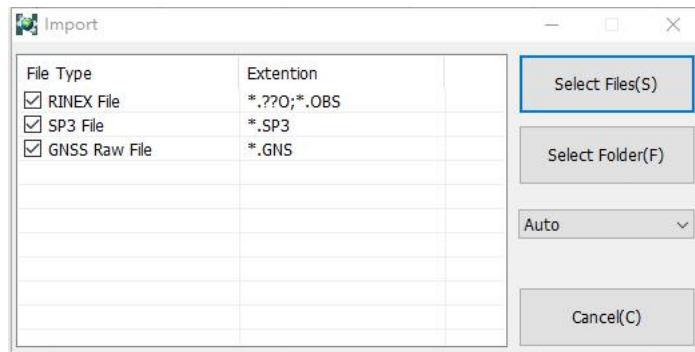 Import
File Type Extention
RINEX File *.??O;*.OBS
SP3 File *.SP3
GNSS Raw File *.GNS
Select Files(S)
Select Folder(F)
Auto
Cancel(C)